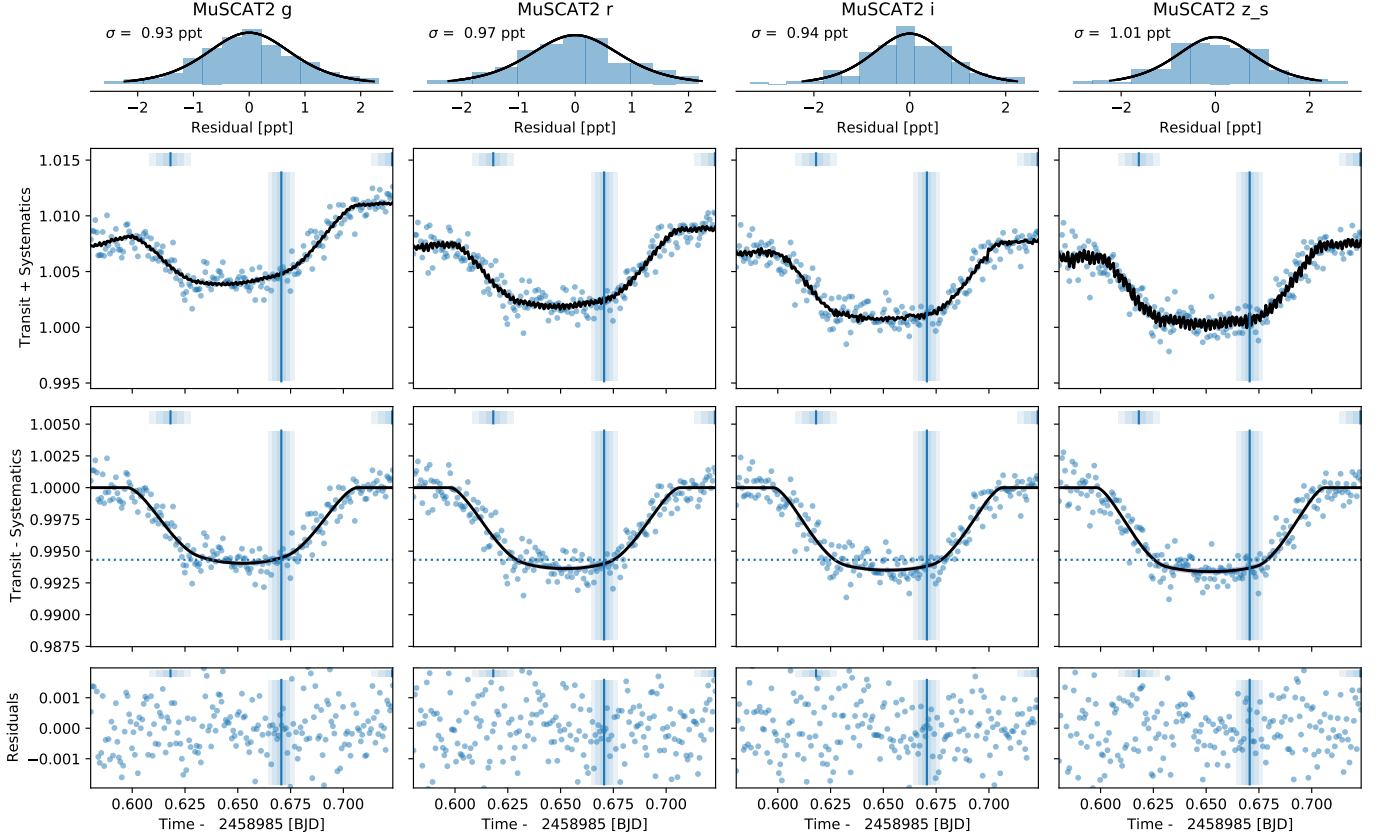 MuSCAT2 g MuSCAT2 r MuSCAT2 i MuSCAT2 z_s
σ = 0.93 ppt σ = 0.97 ppt σ = 0.94 ppt σ = 1.01 ppt
−2 −1 0 1 2 −2 −1 0 1 2 −2 0 2 −2 0 2
Residual [ppt] Residual [ppt] Residual [ppt] Residual [ppt]
Transit + Systematics
1.015
1.010
1.005
1.000
0.995
Transit - Systematics
1.0050
1.0025
1.0000
0.9975
0.9950
0.9925
0.9900
0.9875
Residuals
0.001
0.000
−0.001
0.600 0.625 0.650 0.675 0.700 0.600 0.625 0.650 0.675 0.700 0.600 0.625 0.650 0.675 0.700 0.600 0.625 0.650 0.675 0.700
Time - 2458985 [BJD] Time - 2458985 [BJD] Time - 2458985 [BJD] Time - 2458985 [BJD]